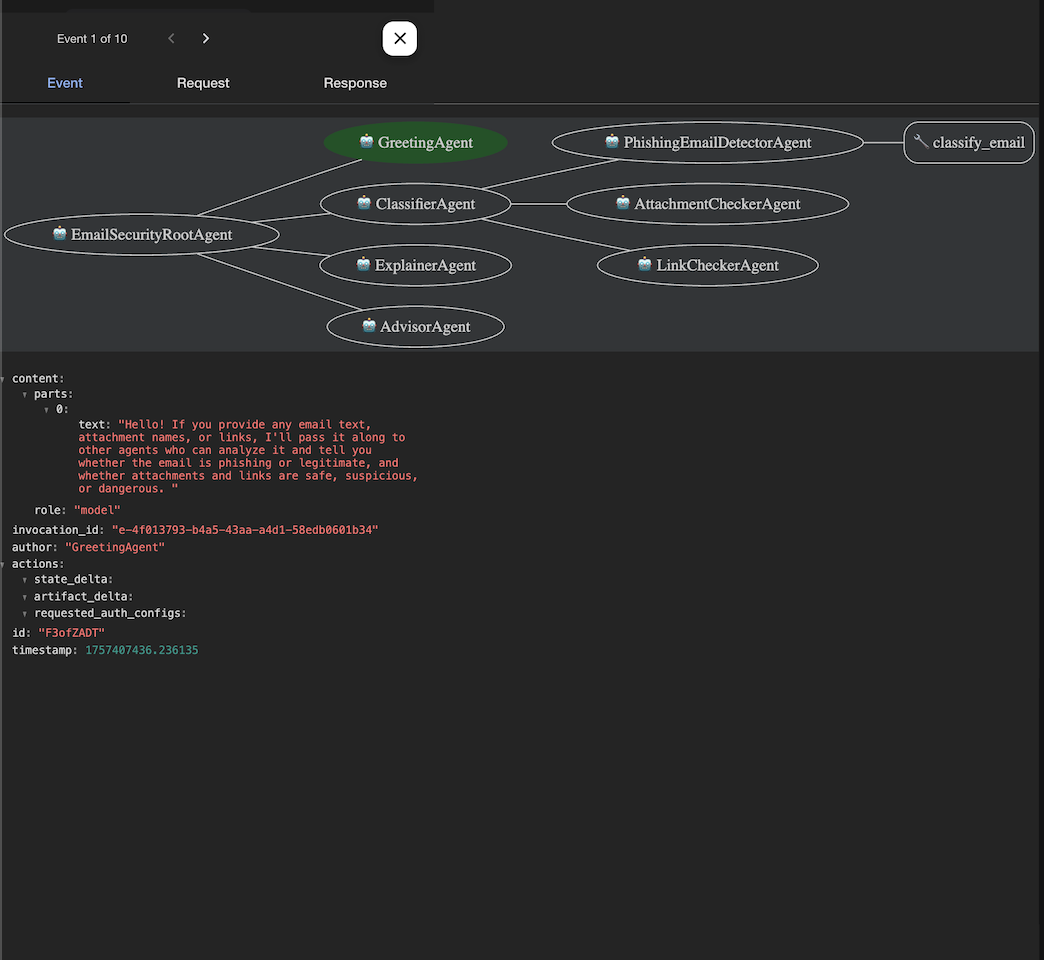 Event 1 of 10
Event Request Response
GreetingAgent
PhishingEmailDetectorAgent
classify_email
ClassifierAgent
AttachmentCheckerAgent
EmailSecurityRootAgent
ExplainerAgent
LinkCheckerAgent
AdvisorAgent
content:
parts:
0:
text: "Hello! If you provide any email text,
attachment names, or links, I'll pass it along to
other agents who can analyze it and tell you
whether the email is phishing or legitimate, and
whether attachments and links are safe, suspicious,
or dangerous. "
role: "model"
invocation_id: "e-4f013793-b4a5-43aa-a4d1-58edb0601b34"
author: "GreetingAgent"
actions:
state_delta:
artifact_delta:
requested_auth_configs:
id: "F3ofZADT"
timestamp: 1757407436.236135